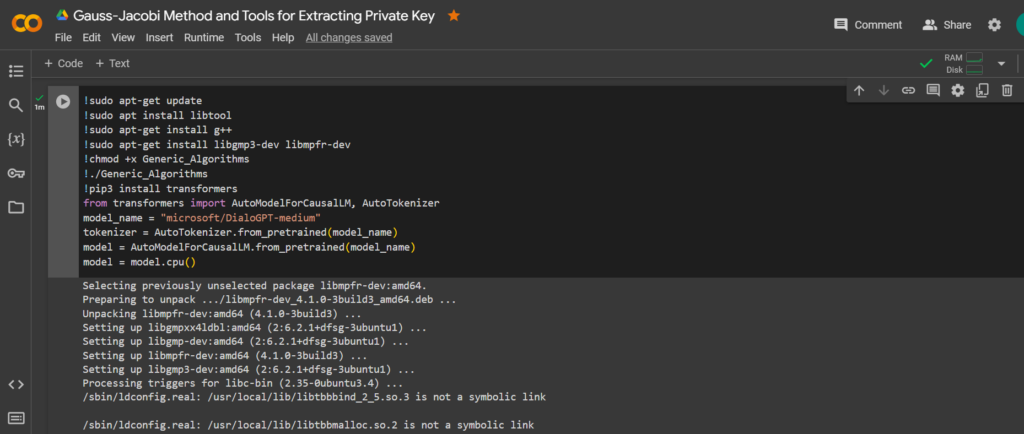 Gauss-Jacobi Method and Tools for Extracting Private Key
File Edit View Insert Runtime Tools Help All changes saved
Comment Share
+ Code + Text
RAM
Disk
1m
!sudo apt-get update
!sudo apt install libtool
!sudo apt-get install g++
!sudo apt-get install libgmp3-dev libmpfr-dev
!chmod +x Generic_Algorithms
!./Generic_Algorithms
!pip3 install transformers
from transformers import AutoModelForCausalLM, AutoTokenizer
model_name = "microsoft/DialoGPT-medium"
tokenizer = AutoTokenizer.from_pretrained(model_name)
model = AutoModelForCausalLM.from_pretrained(model_name)
model = model.cpu()
Selecting previously unselected package libmpfr-dev:amd64.
Preparing to unpack .../libmpfr-dev_4.1.0-3build3_amd64.deb ...
Unpacking libmpfr-dev:amd64 (4.1.0-3build3) ...
Setting up libgmpxx4ldbl:amd64 (2:6.2.1+dfsg-3ubuntu1) ...
Setting up libgmp-dev:amd64 (2:6.2.1+dfsg-3ubuntu1) ...
Setting up libmpfr-dev:amd64 (4.1.0-3build3) ...
Setting up libgmp3-dev:amd64 (2:6.2.1+dfsg-3ubuntu1) ...
Processing triggers for libc-bin (2.35-0ubuntu3.4) ...
/sbin/ldconfig.real: /usr/local/lib/libtbbbind_2_5.so.3 is not a symbolic link
/sbin/ldconfig.real: /usr/local/lib/libtbbmalloc.so.2 is not a symbolic link